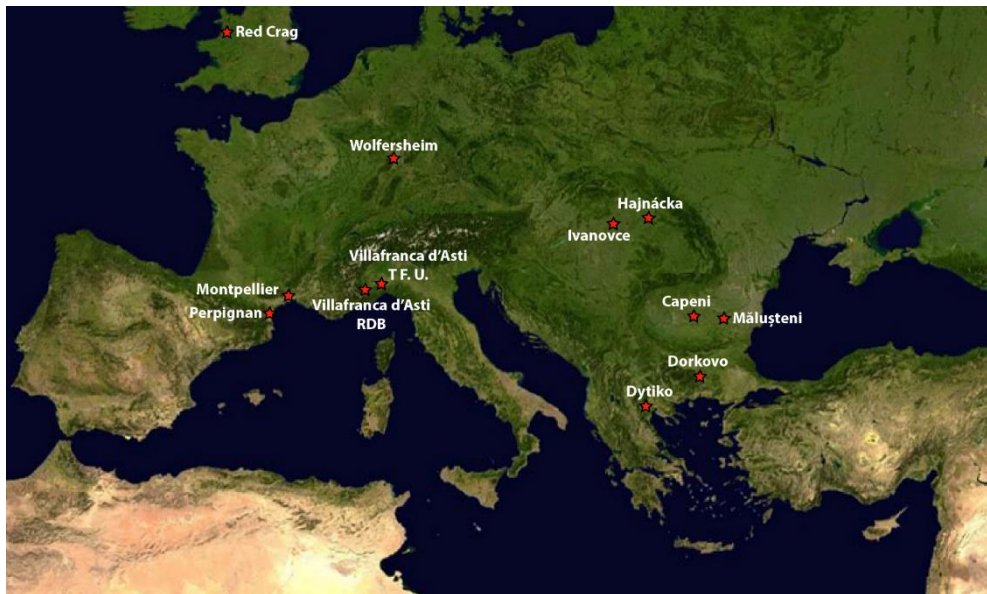 Red Crag
Wolfersheim
Hajnácka
Ivanovce
Villafranca d'Asti
T F. U.
Montpellier
Villafranca d'Asti
RDB
Perpignan
Capeni
Mălușteni
Dorkovo
Dytiko